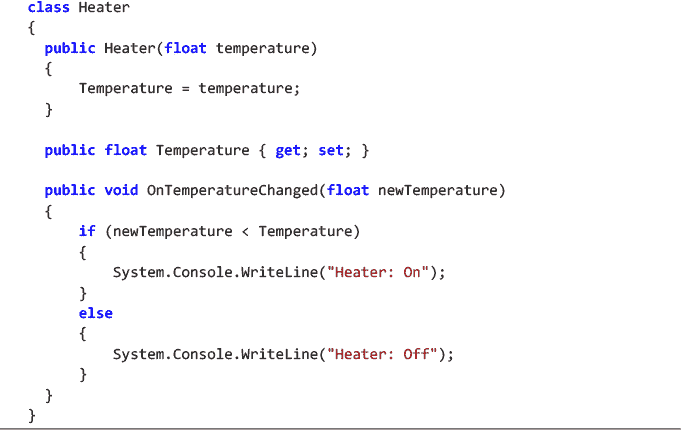 class Heater
{
  public Heater(float temperature)
  {
      Temperature = temperature;
  }

  public float Temperature { get; set; }

  public void OnTemperatureChanged(float newTemperature)
  {
      if (newTemperature < Temperature)
      {
          System.Console.WriteLine("Heater: On");
      }
      else
      {
          System.Console.WriteLine("Heater: Off");
      }
  }
}